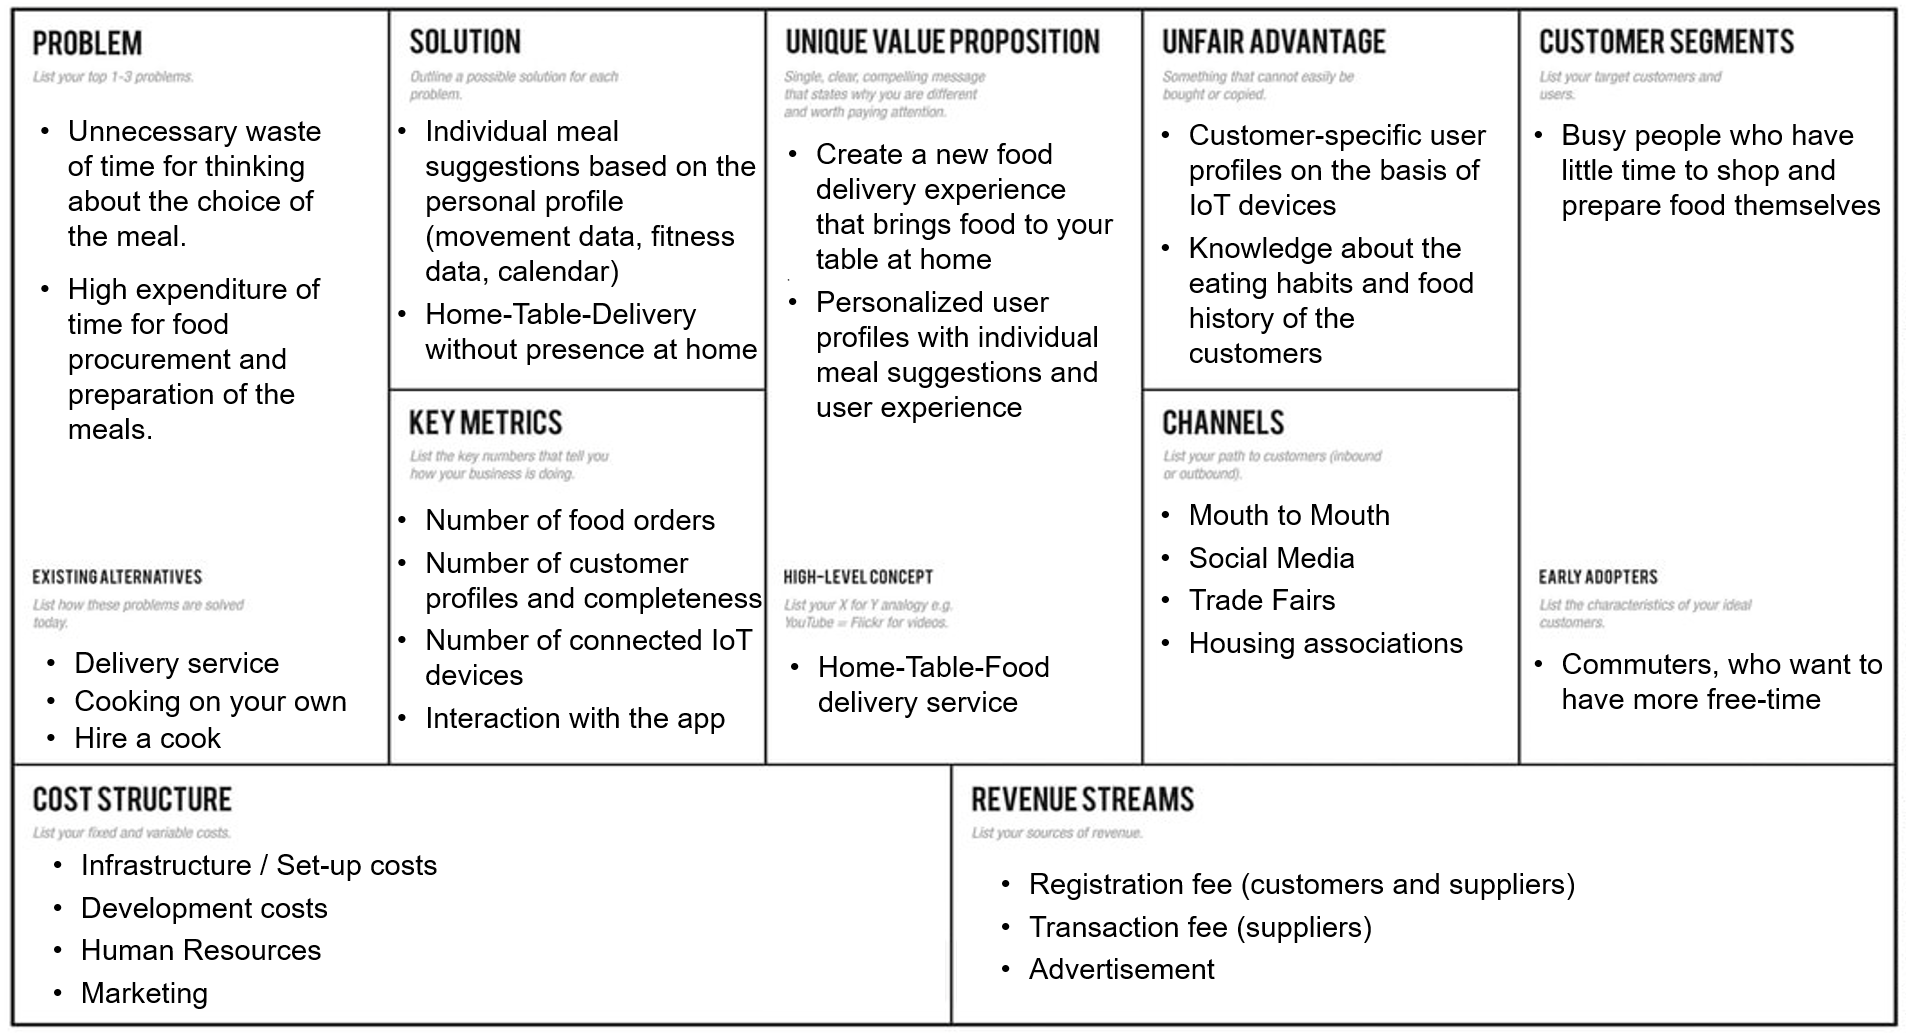 PROBLEM
List your top 1-3 problems.
• Unnecessary waste
of time for thinking
about the choice of
the meal.
• High expenditure of
time for food
procurement and
preparation of the
meals.
EXISTING ALTERNATIVES
List how these problems are solved
today.
• Delivery service
• Cooking on your own
• Hire a cook
SOLUTION
Outline a possible solution for each
problem.
• Individual meal
suggestions based on the
personal profile
(movement data, fitness
data, calendar)
• Home-Table-Delivery
without presence at home
KEY METRICS
List the key numbers that tell you
how your business is doing.
• Number of food orders
• Number of customer
profiles and completeness
• Number of connected IoT
devices
• Interaction with the app
UNIQUE VALUE PROPOSITION
Single, clear, compelling message
that states why you are different
and worth paying attention.
• Create a new food
delivery experience
that brings food to your
table at home
• Personalized user
profiles with individual
meal suggestions and
user experience
HIGH-LEVEL CONCEPT
List your X for Y analogy e.g.
YouTube = Flickr for videos.
• Home-Table-Food
delivery service
UNFAIR ADVANTAGE
Something that cannot easily be
bought or copied.
• Customer-specific user
profiles on the basis of
IoT devices
• Knowledge about the
eating habits and food
history of the
customers
CHANNELS
List your path to customers (inbound
or outbound).
• Mouth to Mouth
• Social Media
• Trade Fairs
• Housing associations
CUSTOMER SEGMENTS
List your target customers and
users.
• Busy people who have
little time to shop and
prepare food themselves
EARLY ADOPTERS
List the characteristics of your ideal
customers.
• Commuters, who want to
have more free-time
COST STRUCTURE
List your fixed and variable costs.
• Infrastructure / Set-up costs
• Development costs
• Human Resources
• Marketing
REVENUE STREAMS
List your sources of revenue.
• Registration fee (customers and suppliers)
• Transaction fee (suppliers)
• Advertisement